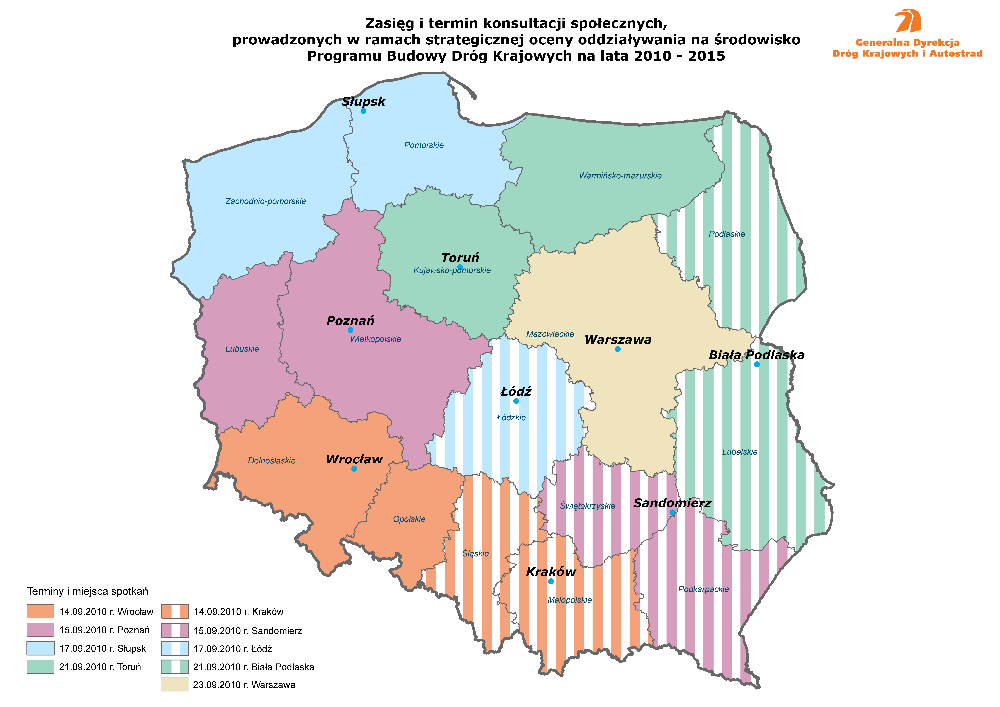 Zasięg i termin konsultacji społecznych,
prowadzonych w ramach strategicznej oceny oddziaływania na środowisko
Programu Budowy Dróg Krajowych na lata 2010 - 2015
Generalna Dyrekcja
Dróg Krajowych i Autostrad
Słupsk
Pomorskie
Warmińsko-mazurskie
Zachodnio-pomorskie
Podlaskie
Toruń
Kujawsko-pomorskie
Poznań
Wielkopolskie
Mazowieckie
Warszawa
Lubuskie
Biała Podlaska
Łódź
Łódzkie
Lubelskie
Dolnośląskie
Wrocław
Sandomierz
Świętokrzyskie
Opolskie
Śląskie
Kraków
Podkarpackie
Małopolskie
Terminy i miejsca spotkań
14.09.2010 r. Wrocław
14.09.2010 r. Kraków
15.09.2010 r. Poznań
15.09.2010 r. Sandomierz
17.09.2010 r. Słupsk
17.09.2010 r. Łódź
21.09.2010 r. Toruń
21.09.2010 r. Biała Podlaska
23.09.2010 r. Warszawa